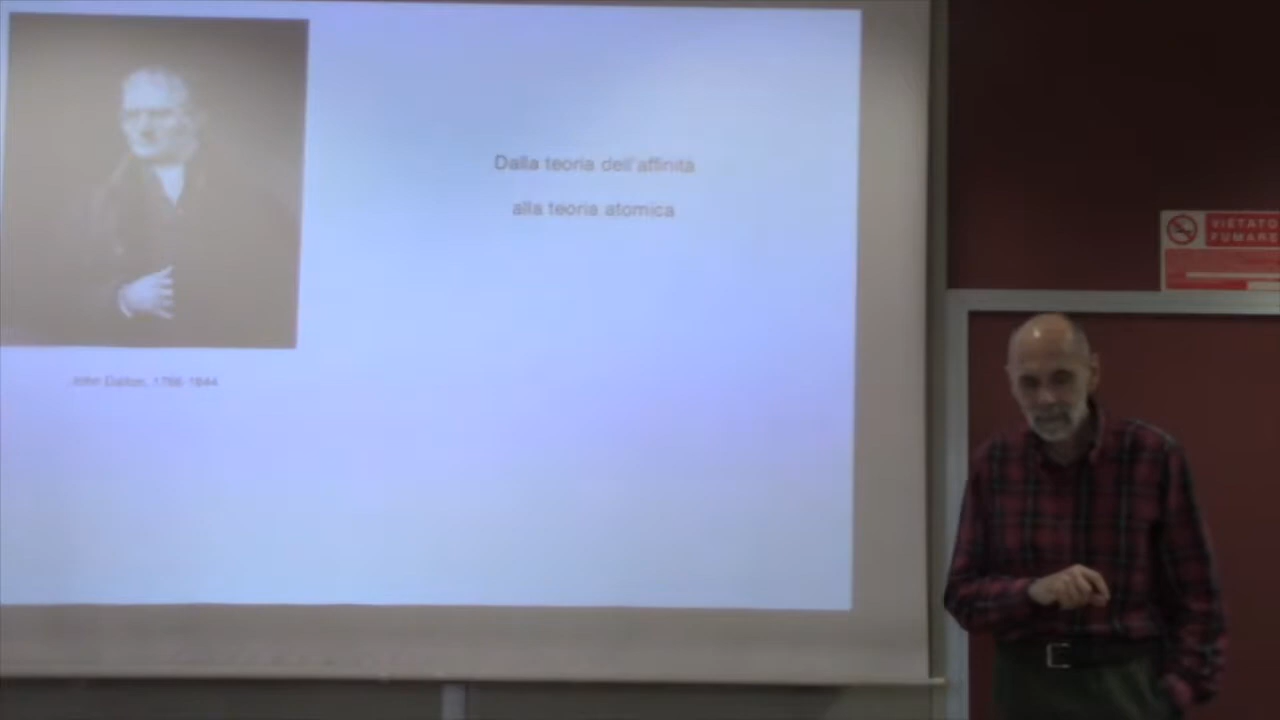 Dalla teoria dell'affinità
alla teoria atomica
John Dalton, 1766-1844
VIETATO
FUMARE